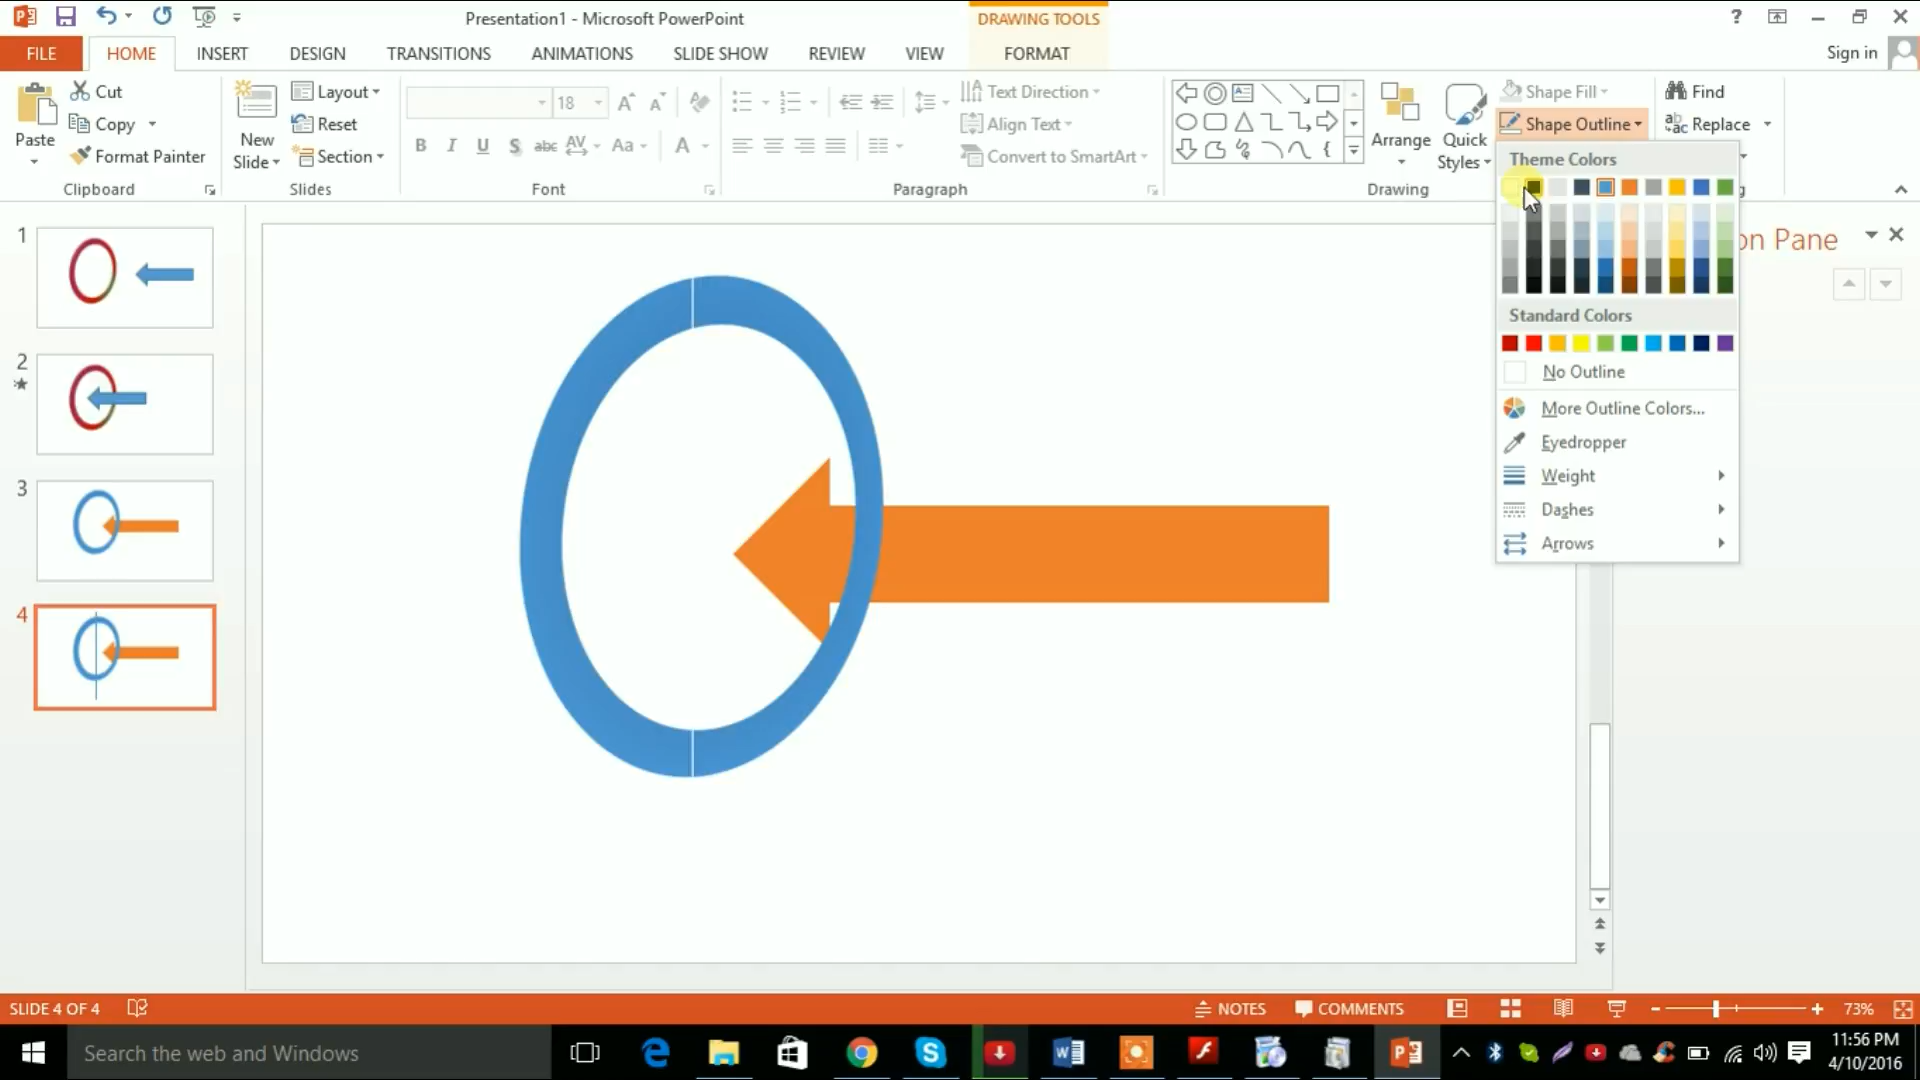 Presentation1 - Microsoft PowerPoint
DRAWING TOOLS
?
FILE
HOME
INSERT
DESIGN
TRANSITIONS
ANIMATIONS
SLIDE SHOW
REVIEW
VIEW
FORMAT
Sign in
Paste
Cut
Copy
Format Painter
Clipboard
New
Slide
Layout
Reset
Section
Slides
18
B I U S abc AV Aa A
Font
Text Direction
Align Text
Convert to SmartArt
Paragraph
Arrange
Quick
Styles
Drawing
Shape Fill
Shape Outline
Find
Replace
Theme Colors
Standard Colors
No Outline
More Outline Colors...
Eyedropper
Weight
Dashes
Arrows
on Pane
1
2
3
4
SLIDE 4 OF 4
NOTES
COMMENTS
73%
Search the web and Windows
11:56 PM
4/10/2016